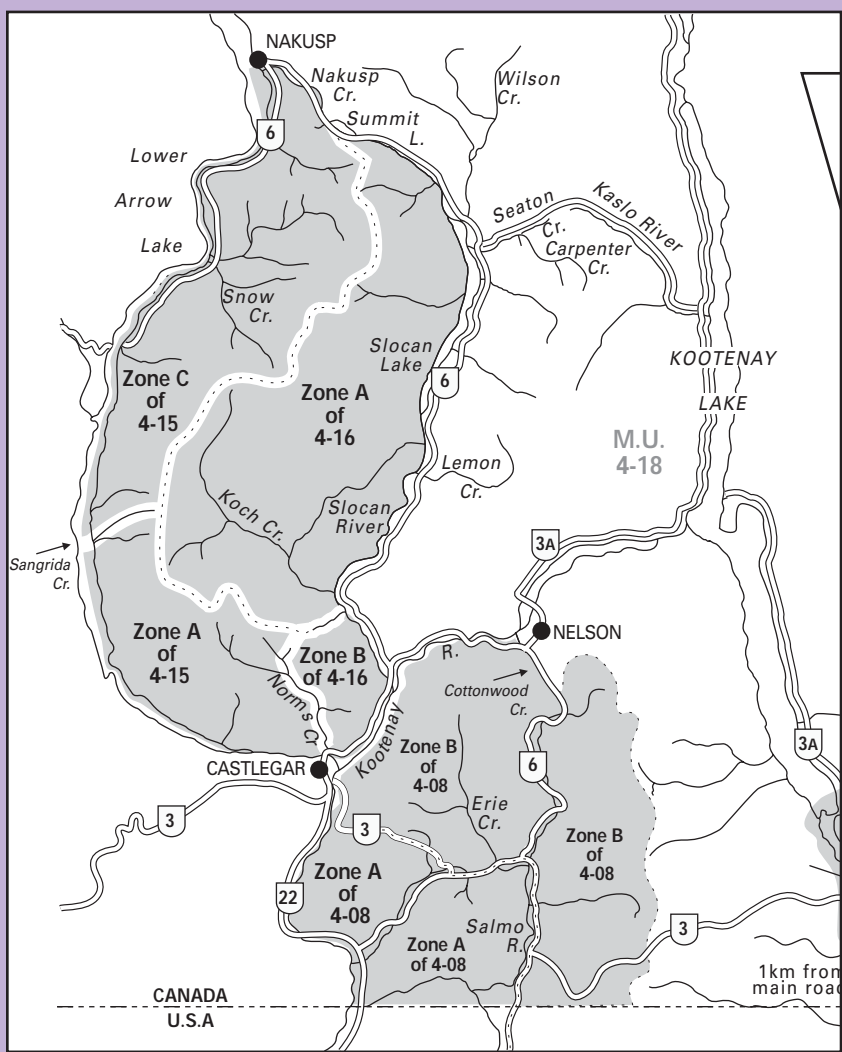 NAKUSP
Nakusp
Cr.
Wilson
Cr.
Summit
L.
6
Lower
Arrow
Lake
Seaton
Cr.
Kaslo River
Carpenter
Cr.
Snow
Cr.
Slocan
Lake
6
KOOTENAY
LAKE
Zone C
of
4-15
Zone A
of
4-16
M.U.
4-18
Lemon
Cr.
Koch Cr.
Slocan
River
3A
Sangrida
Cr.
NELSON
Zone A
of
4-15
Zone B
of 4-16
Norms Cr
Kootenay
R.
Cottonwood
Cr.
CASTLEGAR
Zone B
of
4-08
6
3A
3
3
Erie
Cr.
Zone B
of
4-08
Zone A
of
4-08
22
Salmo
R.
Zone A
of 4-08
3
1km from
main road
CANADA
U.S.A